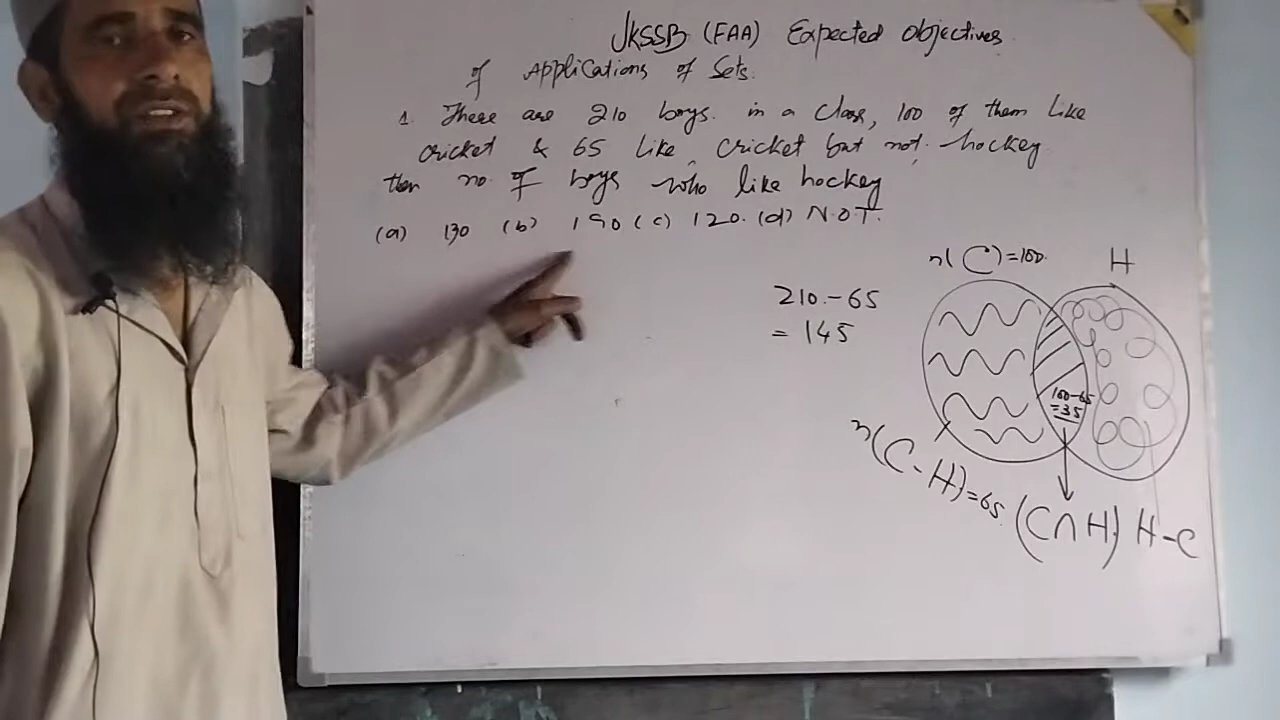 JKSSB (FAA) Expected Objectives
of Applications of Sets.
1. There are 210 boys. in a class, 100 of them like
cricket & 65 like, cricket but not hockey
then no. of boys who like hockey
(a) 130 (b) 190 (c) 120. (d) N.O.T.
n(C)=100.
H
210.-65
= 145
100-65
=35
n(C-H)=65.
(C∩H)
H-C